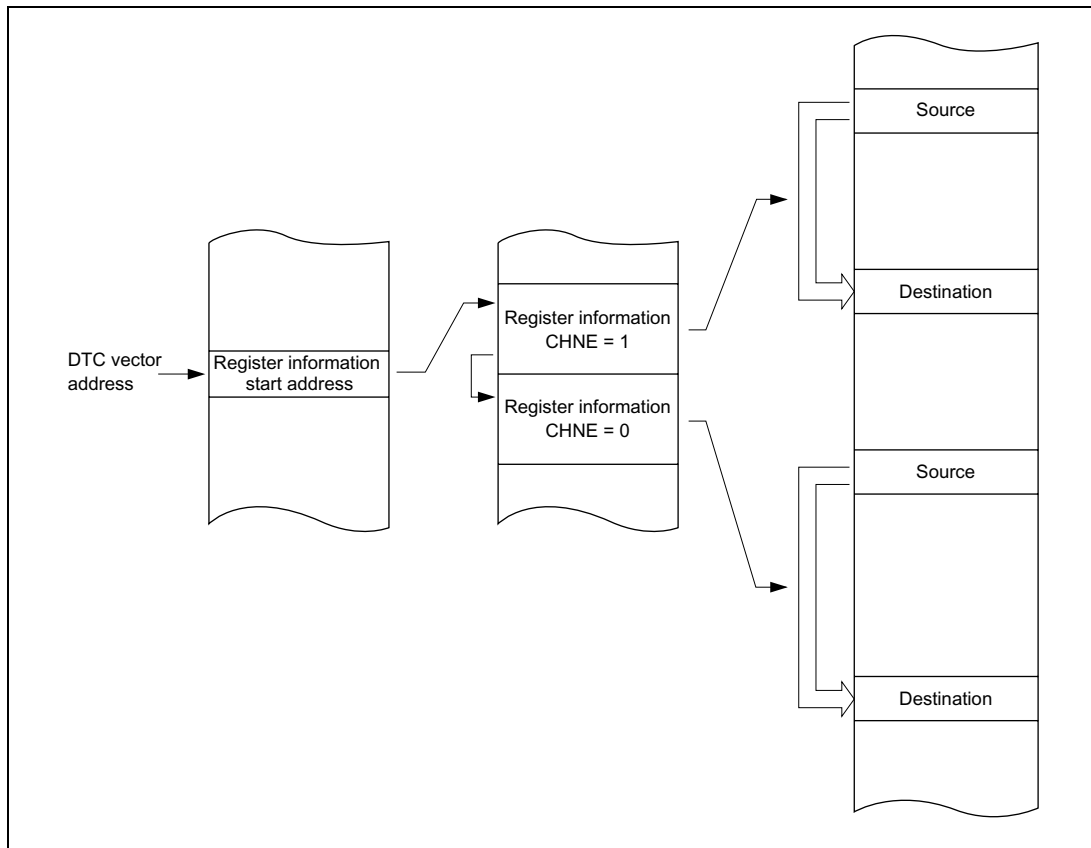 DTC vector
address
Register information
start address
Register information
CHNE = 1
Register information
CHNE = 0
Source
Destination
Source
Destination